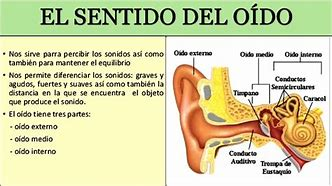 EL SENTIDO DEL OÍDO
• Nos sirve parra percibir los sonidos así como
también para mantener el equilibrio
• Nos permite diferenciar los sonidos: graves y
agudos, fuertes y suaves así como también la
distancia en la que se encuentra el objeto
que produce el sonido.
• El oído tiene tres partes:
- oído externo
- oído medio
- oído interno
Oído externo
Oído medio
Oído interno
Conductos
Semicirculares
Tímpano
Caracol
Conducto
Auditivo
Trompa de
Eustaquio